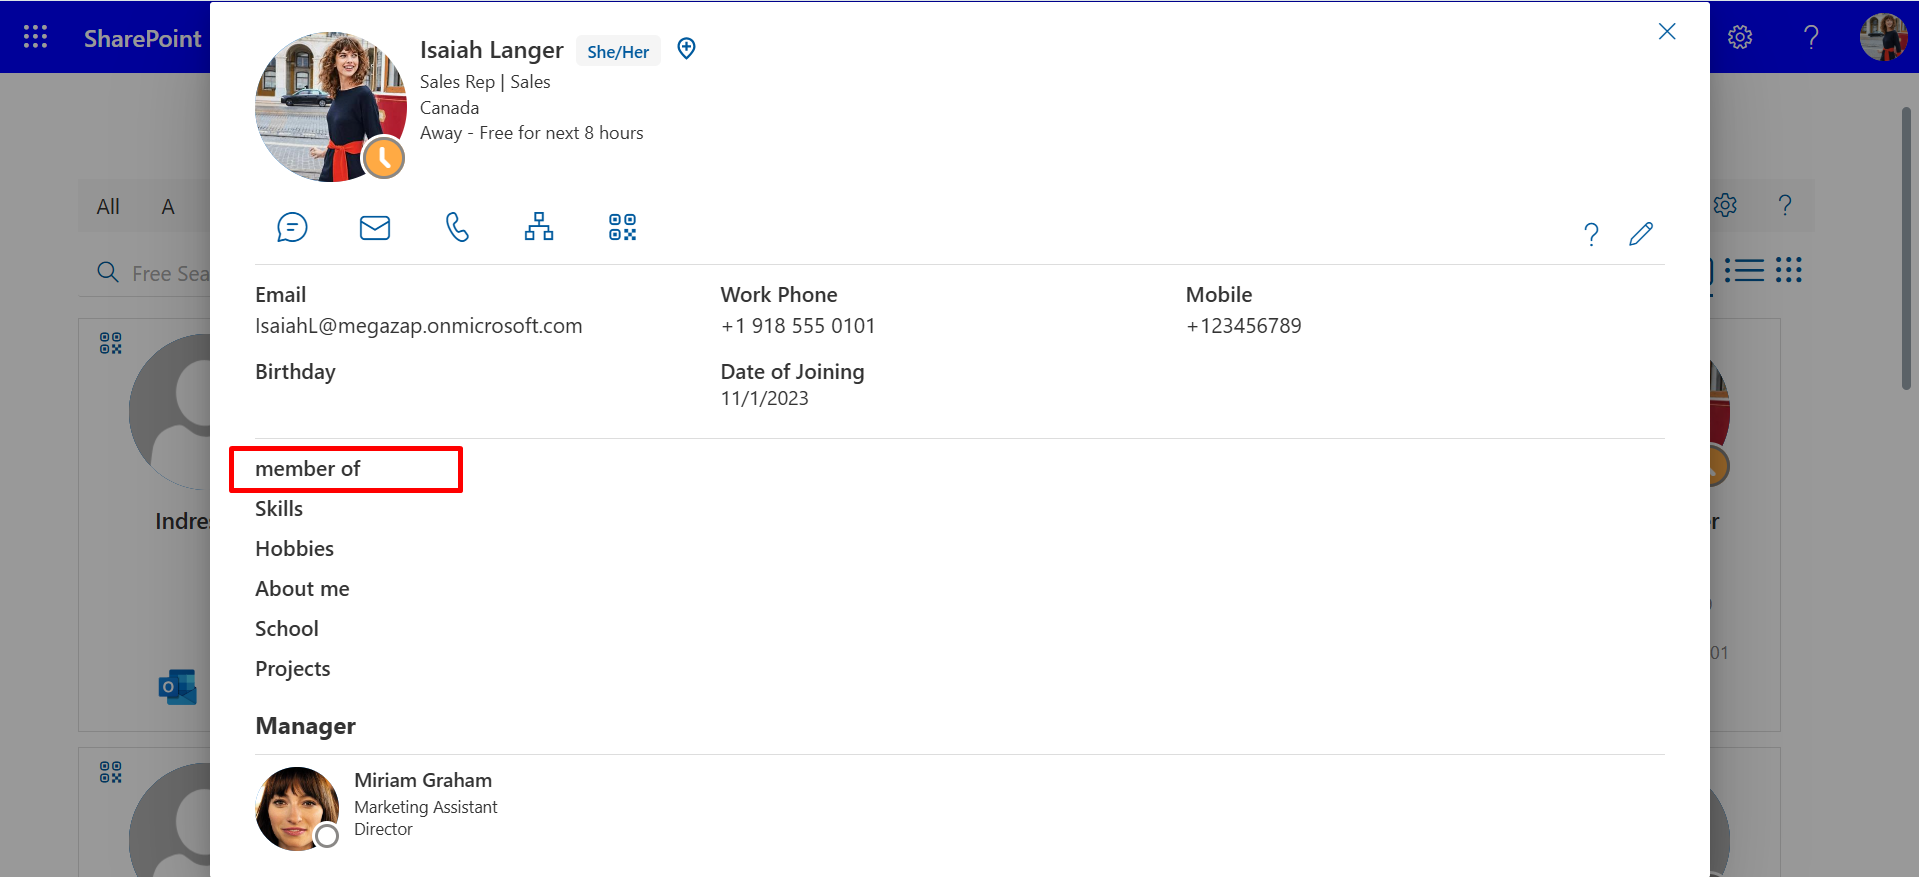 SharePoint
Isaiah Langer She/Her
Sales Rep | Sales
Canada
Away - Free for next 8 hours
?
All A
?
?
Free Sea
Email
IsaiahL@megazap.onmicrosoft.com
Work Phone
+1 918 555 0101
Mobile
+123456789
Birthday
Date of Joining
11/1/2023
member of
Skills
Hobbies
About me
School
Projects
Indres
r
01
Manager
Miriam Graham
Marketing Assistant
Director